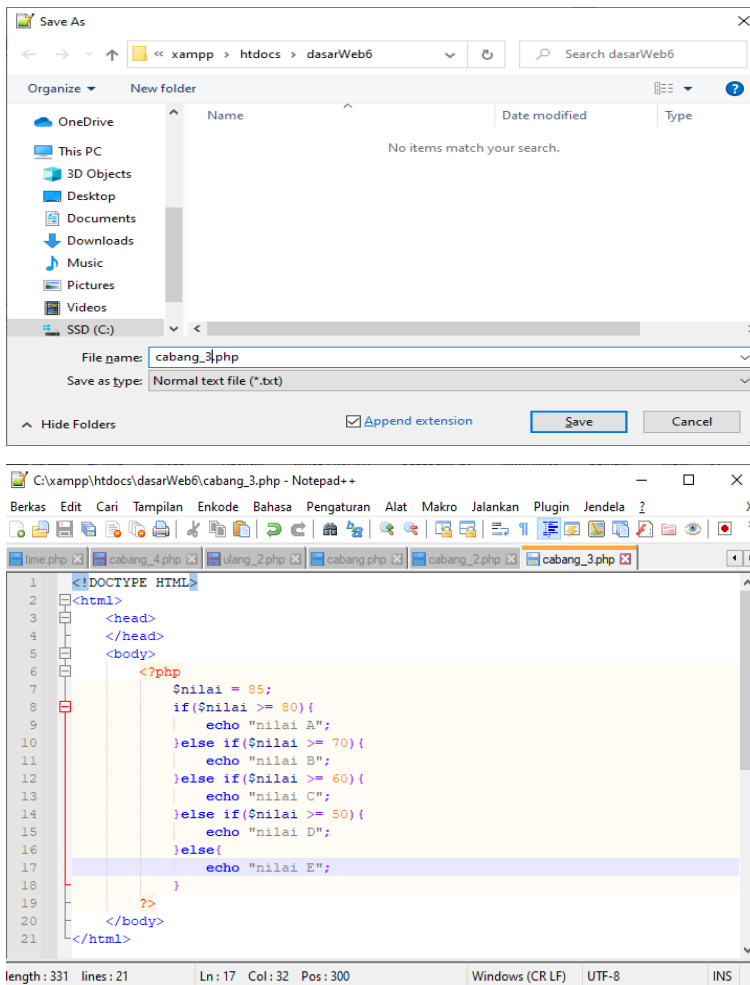 Save As
« xampp › htdocs › dasarWeb6
Search dasarWeb6
Organize
New folder
Name Date modified Type
No items match your search.
OneDrive
This PC
3D Objects
Desktop
Documents
Downloads
Music
Pictures
Videos
SSD (C:)
File name: cabang_3.php
Save as type: Normal text file (*.txt)
Hide Folders
Append extension
Save
Cancel
C:\xampp\htdocs\dasarWeb6\cabang_3.php - Notepad++
Berkas Edit Cari Tampilan Enkode Bahasa Pengaturan Alat Makro Jalankan Plugin Jendela ?
time.php cabang_4.php ulang_2.php cabang.php cabang_2.php cabang_3.php
1 <!DOCTYPE HTML>
2 <html>
3 <head>
4 </head>
5 <body>
6 <?php
7 $nilai = 85;
8 if($nilai >= 80){
9 echo "nilai A";
10 }else if($nilai >= 70){
11 echo "nilai B";
12 }else if($nilai >= 60){
13 echo "nilai C";
14 }else if($nilai >= 50){
15 echo "nilai D";
16 }else{
17 echo "nilai E";
18 }
19 ?>
20 </body>
21 </html>
length : 331 lines : 21 Ln : 17 Col : 32 Pos : 300 Windows (CR LF) UTF-8 INS